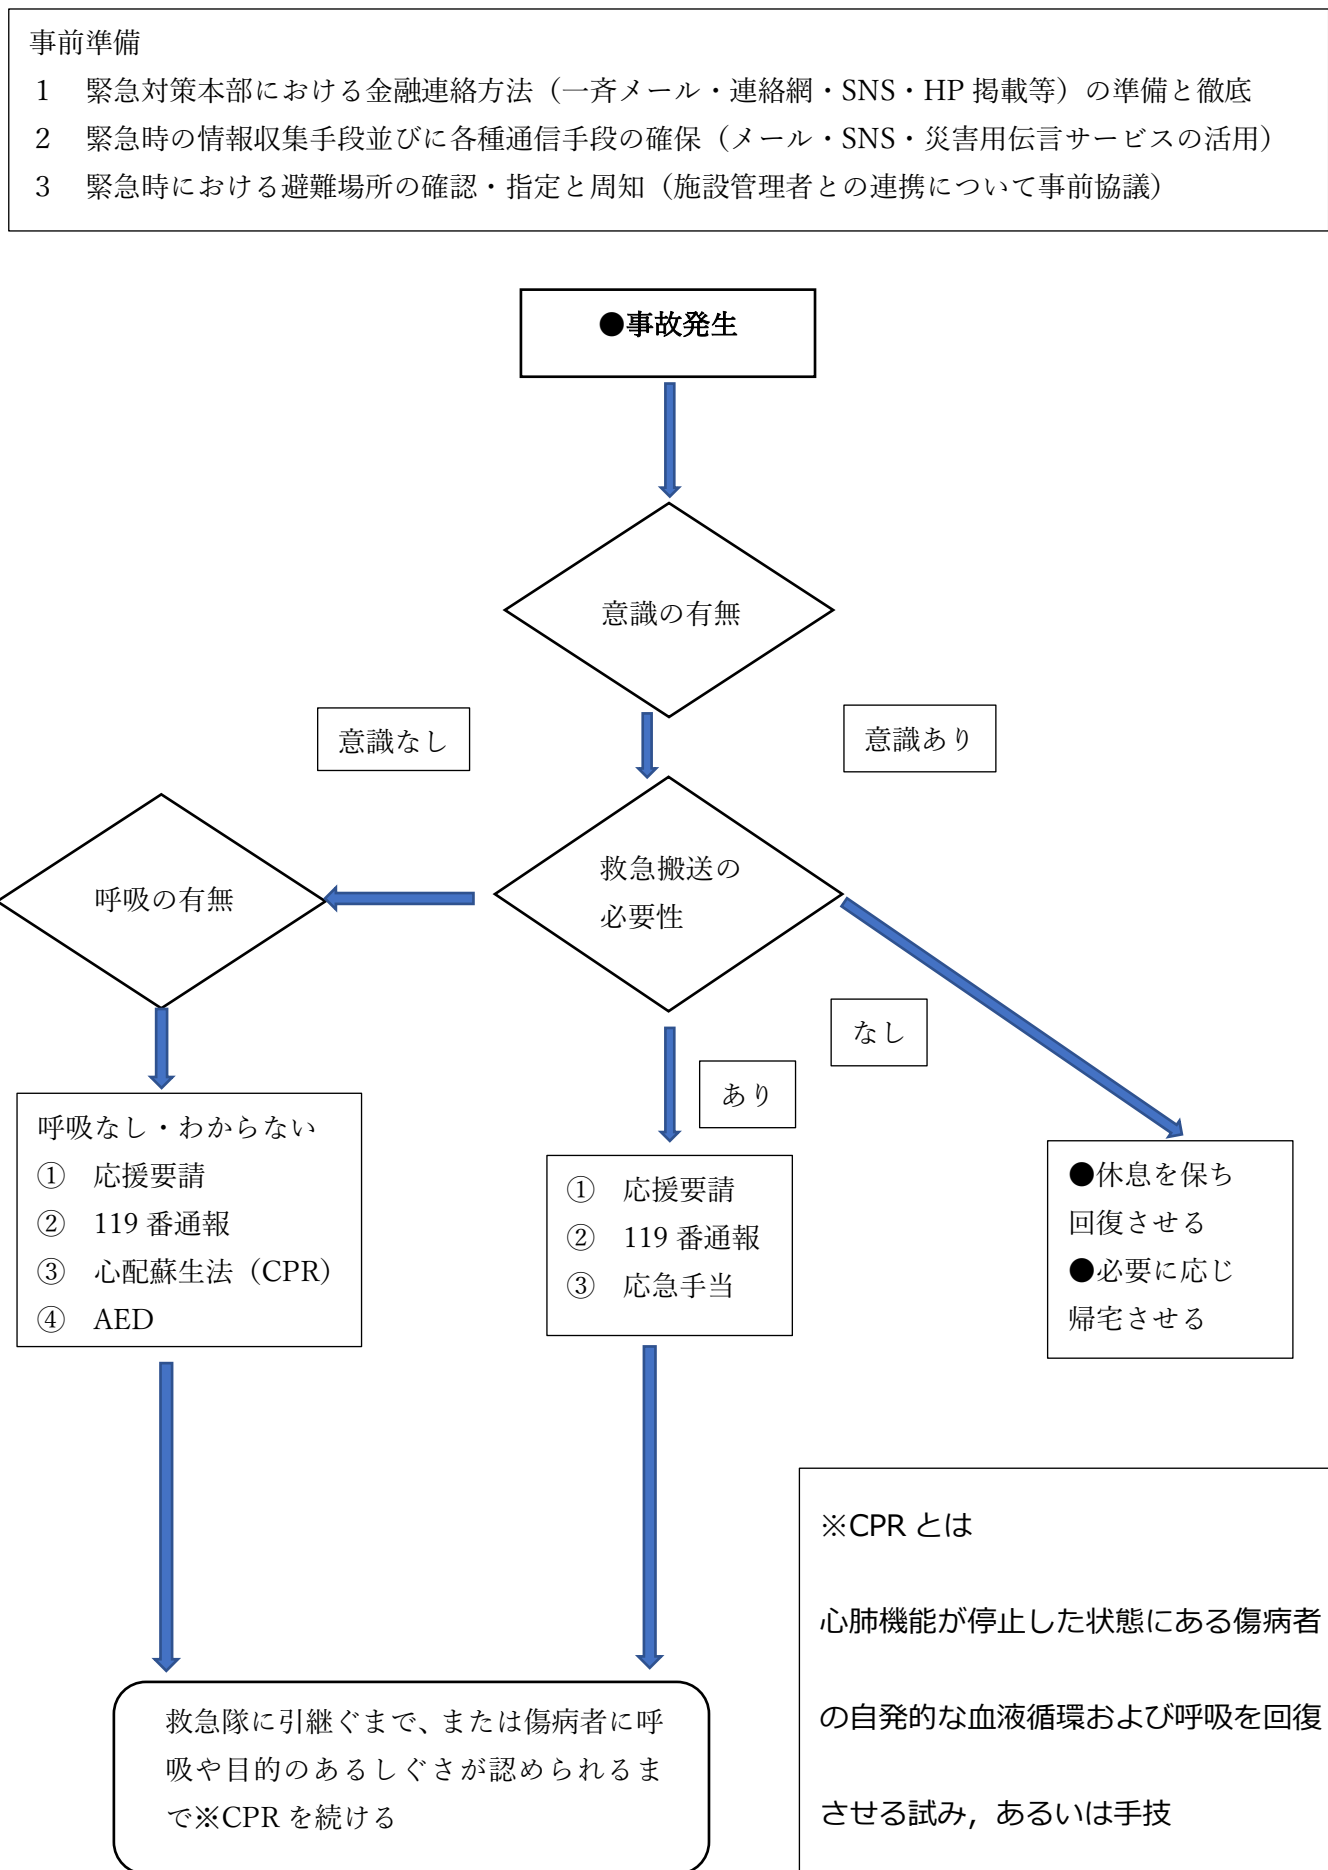 事前準備
1 緊急対策本部における金融連絡方法（一斉メール・連絡網・SNS・HP 掲載等）の準備と徹底
2 緊急時の情報収集手段並びに各種通信手段の確保（メール・SNS・災害用伝言サービスの活用）
3 緊急時における避難場所の確認・指定と周知（施設管理者との連携について事前協議）
●事故発生
意識の有無
意識なし
意識あり
呼吸の有無
救急搬送の
必要性
なし
あり
呼吸なし・わからない
① 応援要請
② 119 番通報
③ 心配蘇生法（CPR）
④ AED
① 応援要請
② 119 番通報
③ 応急手当
●休息を保ち
回復させる
●必要に応じ
帰宅させる
救急隊に引継ぐまで、または傷病者に呼
吸や目的のあるしぐさが認められるま
で※CPR を続ける
※CPR とは
心肺機能が停止した状態にある傷病者
の自発的な血液循環および呼吸を回復
させる試み，あるいは手技